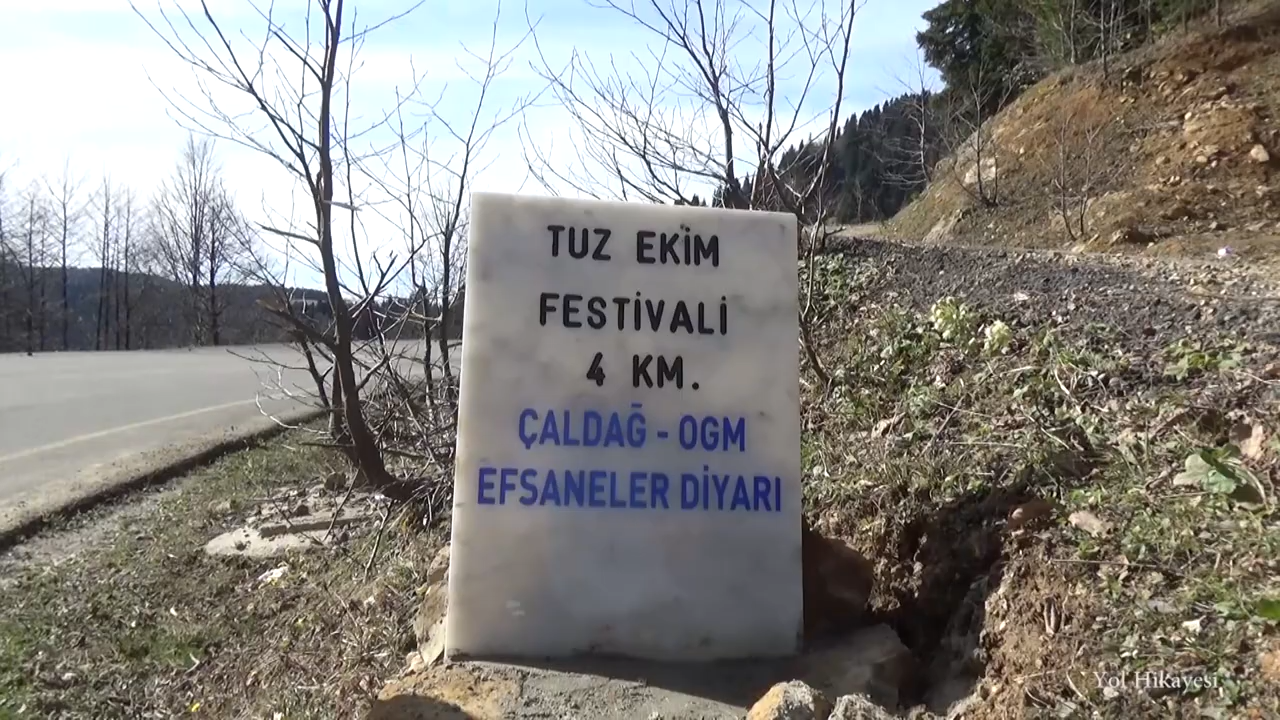 TUZ EKİM
FESTİVALİ
4 KM.
ÇALDAĞ - OGM
EFSANELER DİYARI
Yol Hikayesi